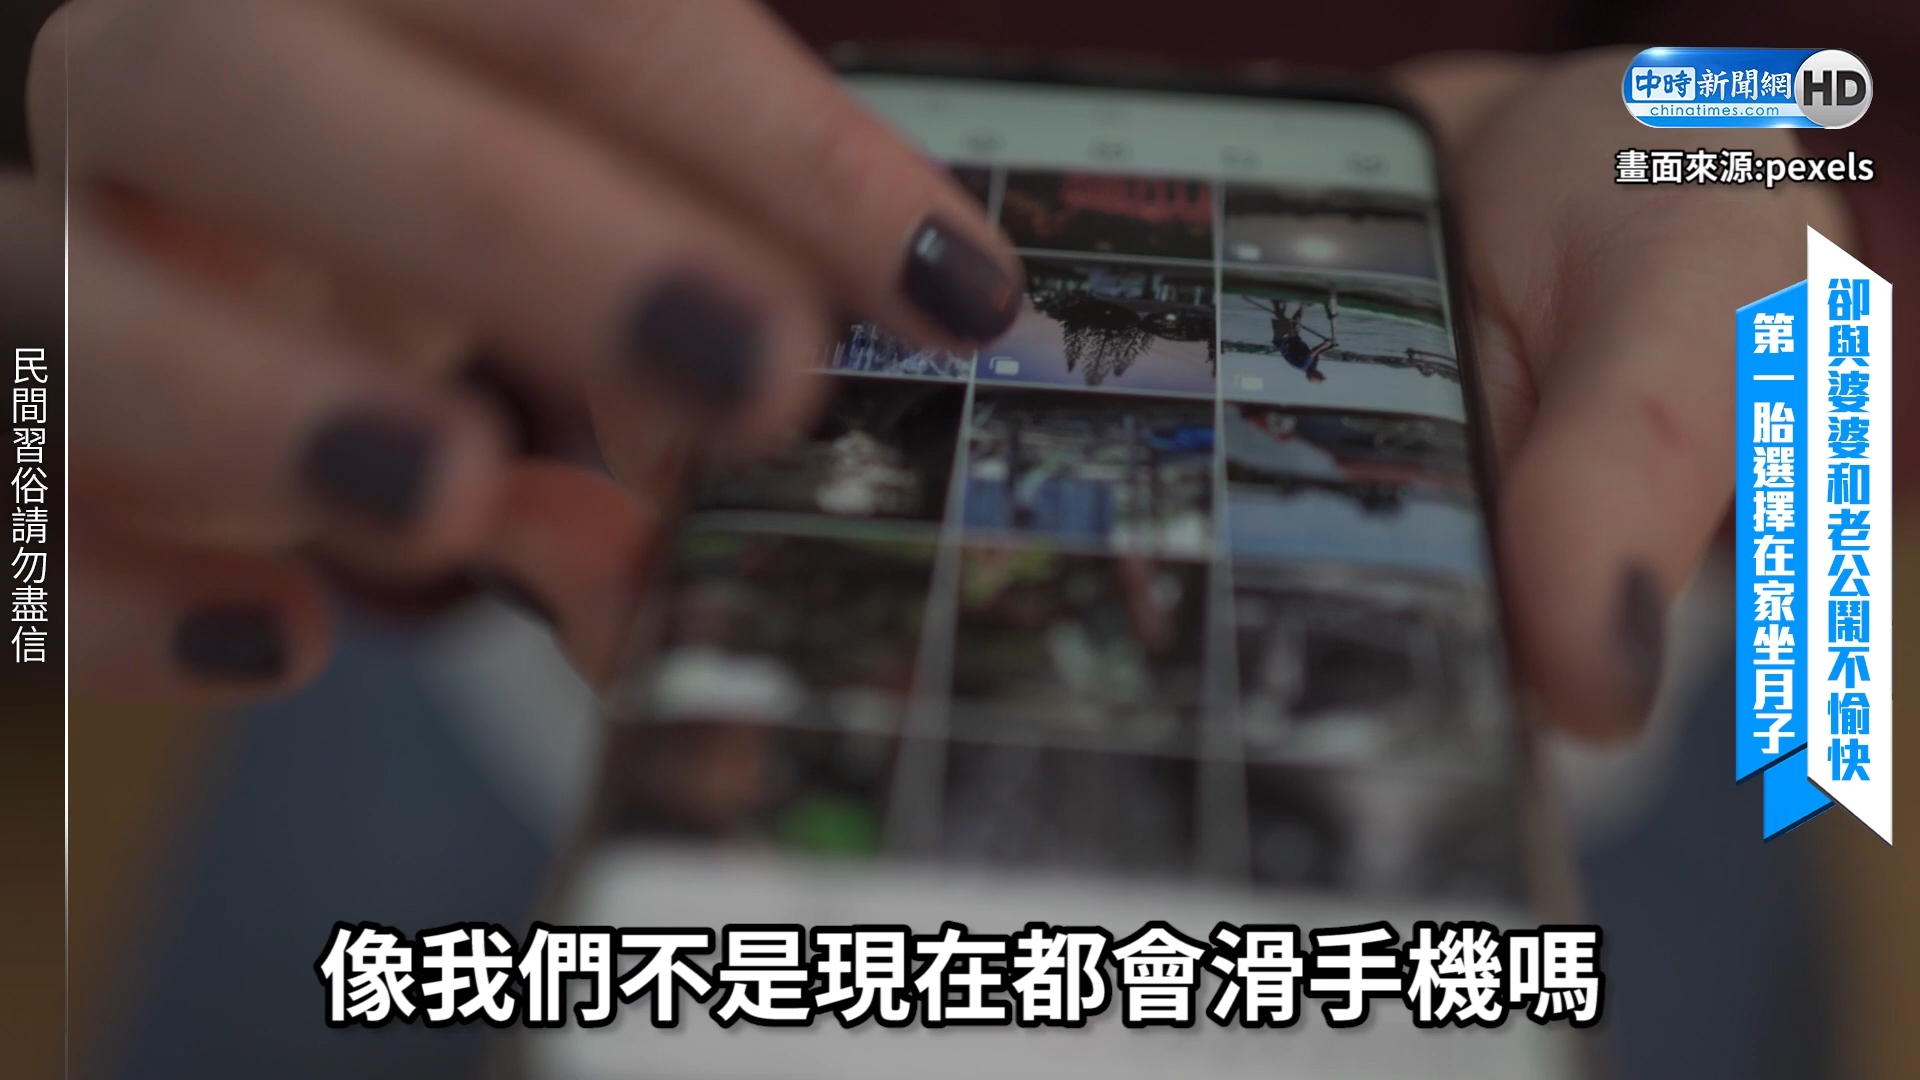 中時新聞網HD
chinatimes.com
畫面來源:pexels
第一胎選擇在家坐月子
卻與婆婆和老公鬧不愉快
民間習俗請勿盡信
像我們不是現在都會滑手機嗎